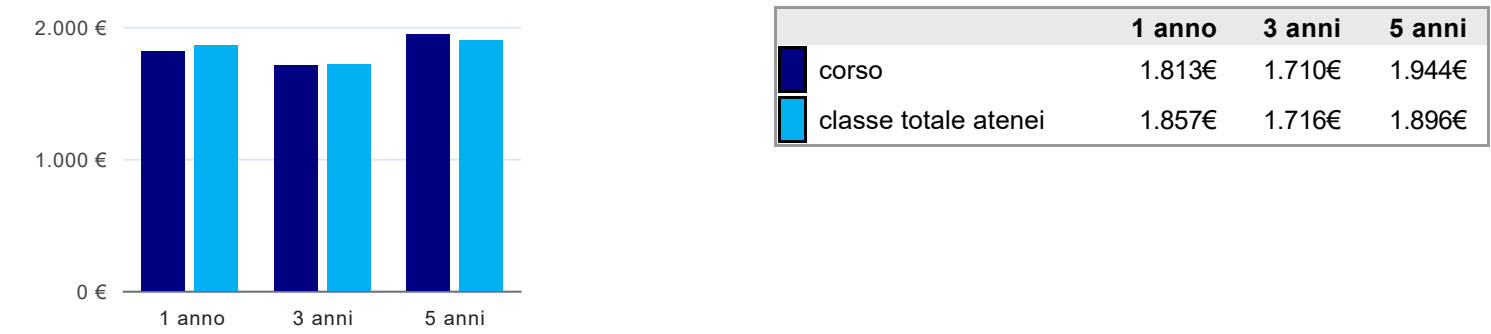 2.000 €
1.000 €
0 €
1 anno 3 anni 5 anni
1 anno 3 anni 5 anni
corso 1.813€ 1.710€ 1.944€
classe totale atenei 1.857€ 1.716€ 1.896€